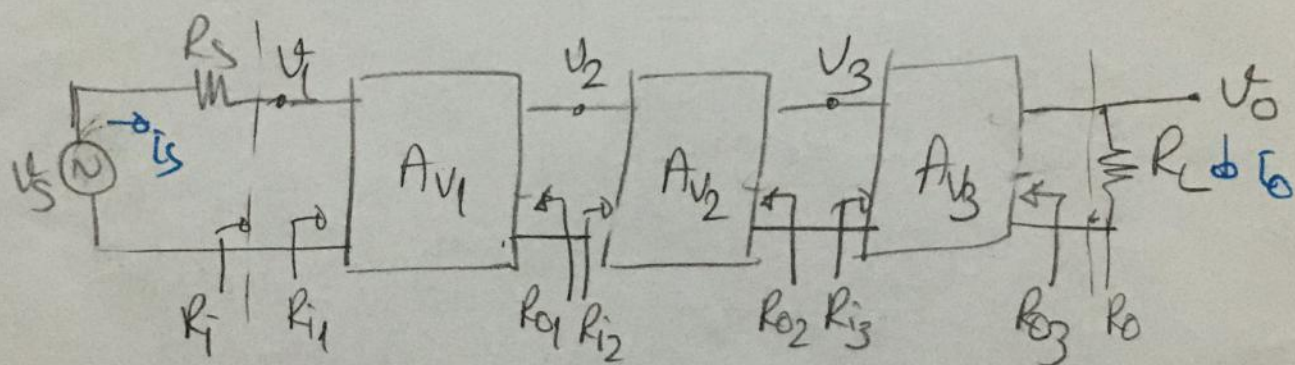 Rs V1 V2 V3 Vo
is
Vs Av1 Av2 Av3 RL io
Ri Ri1 Ro1 Ri2 Ro2 Ri3 Ro3 Ro